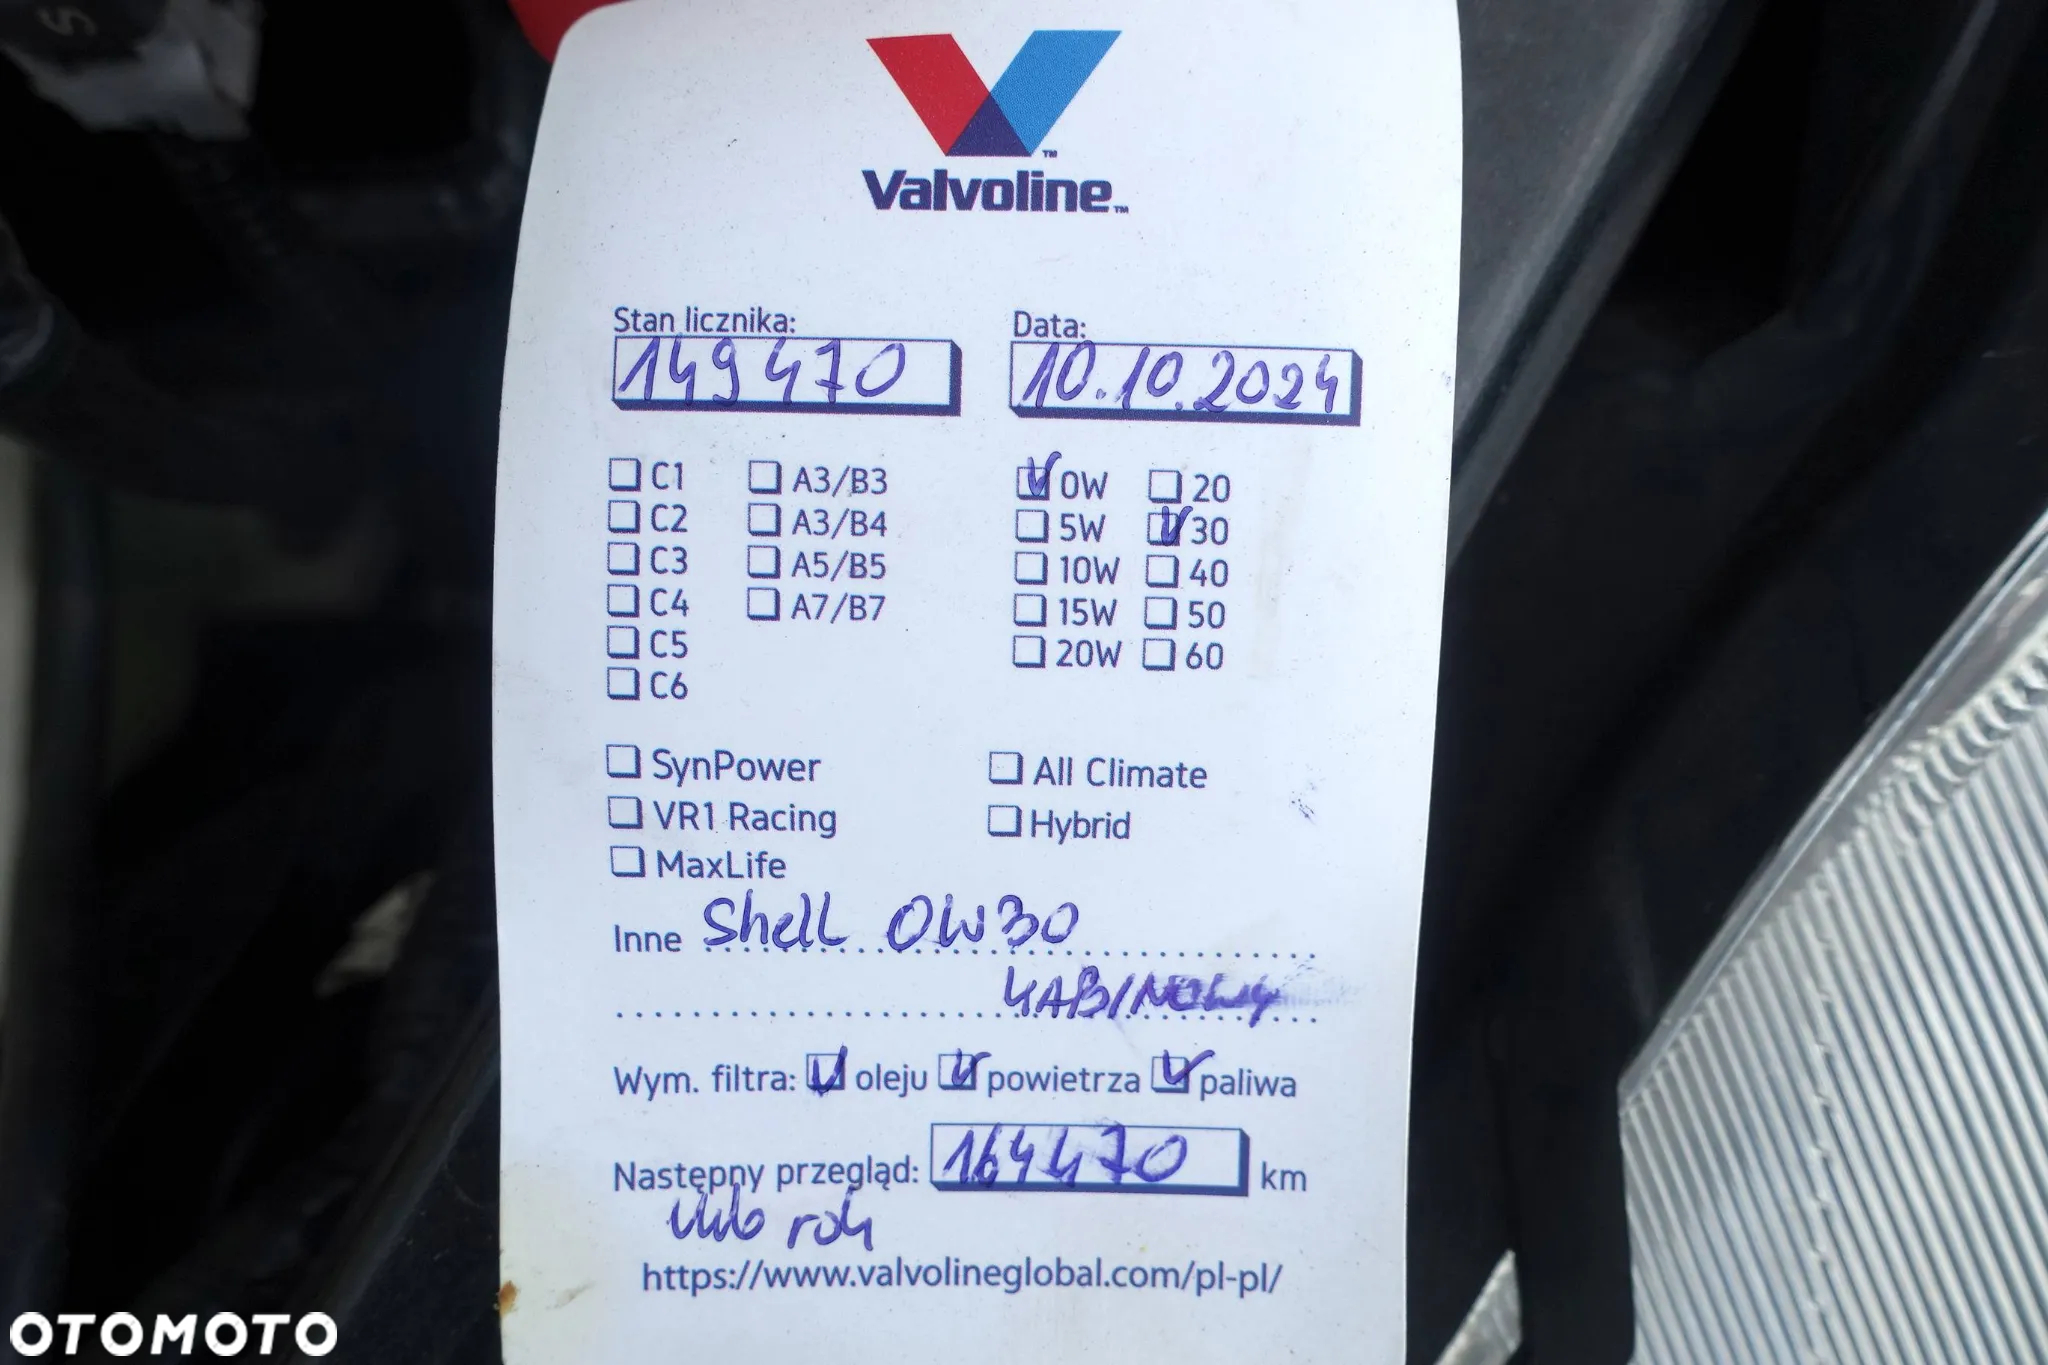 Valvoline™
Stan licznika: Data:
149470 10.10.2024
C1 A3/B3 0W 20
C2 A3/B4 5W 30
C3 A5/B5 10W 40
C4 A7/B7 15W 50
C5 20W 60
C6
SynPower All Climate
VR1 Racing Hybrid
MaxLife
Inne Shell 0W30
KABINOWY
Wym. filtra: oleju powietrza paliwa
Następny przegląd: 164470 km
lub rok
https://www.valvolineglobal.com/pl-pl/
OTOMOTO